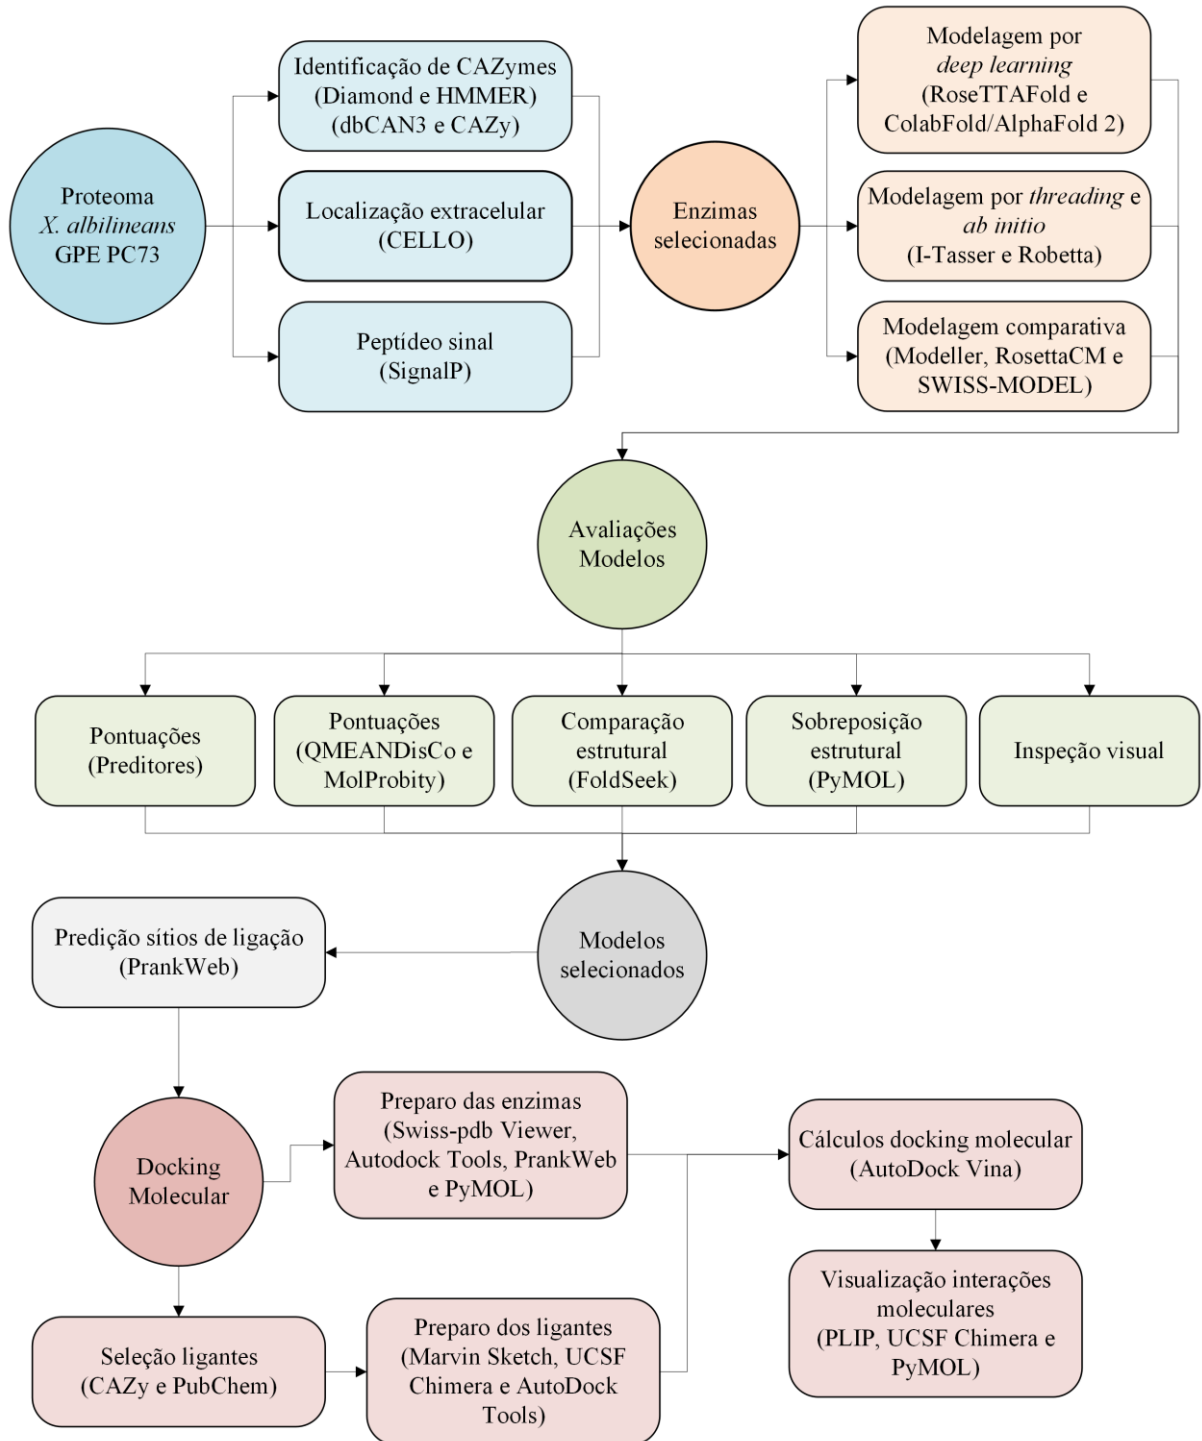 Proteoma
X. albilineans
GPE PC73
Identificação de CAZymes
(Diamond e HMMER)
(dbCAN3 e CAZy)
Localização extracelular
(CELLO)
Peptídeo sinal
(SignalP)
Enzimas
selecionadas
Modelagem por
deep learning
(RoseTTAFold e
ColabFold/AlphaFold 2)
Modelagem por threading e
ab initio
(I-Tasser e Robetta)
Modelagem comparativa
(Modeller, RosettaCM e
SWISS-MODEL)
Avaliações
Modelos
Pontuações
(Preditores)
Pontuações
(QMEANDisCo e
MolProbity)
Comparação
estrutural
(FoldSeek)
Sobreposição
estrutural
(PyMOL)
Inspeção visual
Modelos
selecionados
Predição sítios de ligação
(PrankWeb)
Docking
Molecular
Preparo das enzimas
(Swiss-pdb Viewer,
Autodock Tools, PrankWeb
e PyMOL)
Seleção ligantes
(CAZy e PubChem)
Preparo dos ligantes
(Marvin Sketch, UCSF
Chimera e AutoDock
Tools)
Cálculos docking molecular
(AutoDock Vina)
Visualização interações
moleculares
(PLIP, UCSF Chimera e
PyMOL)